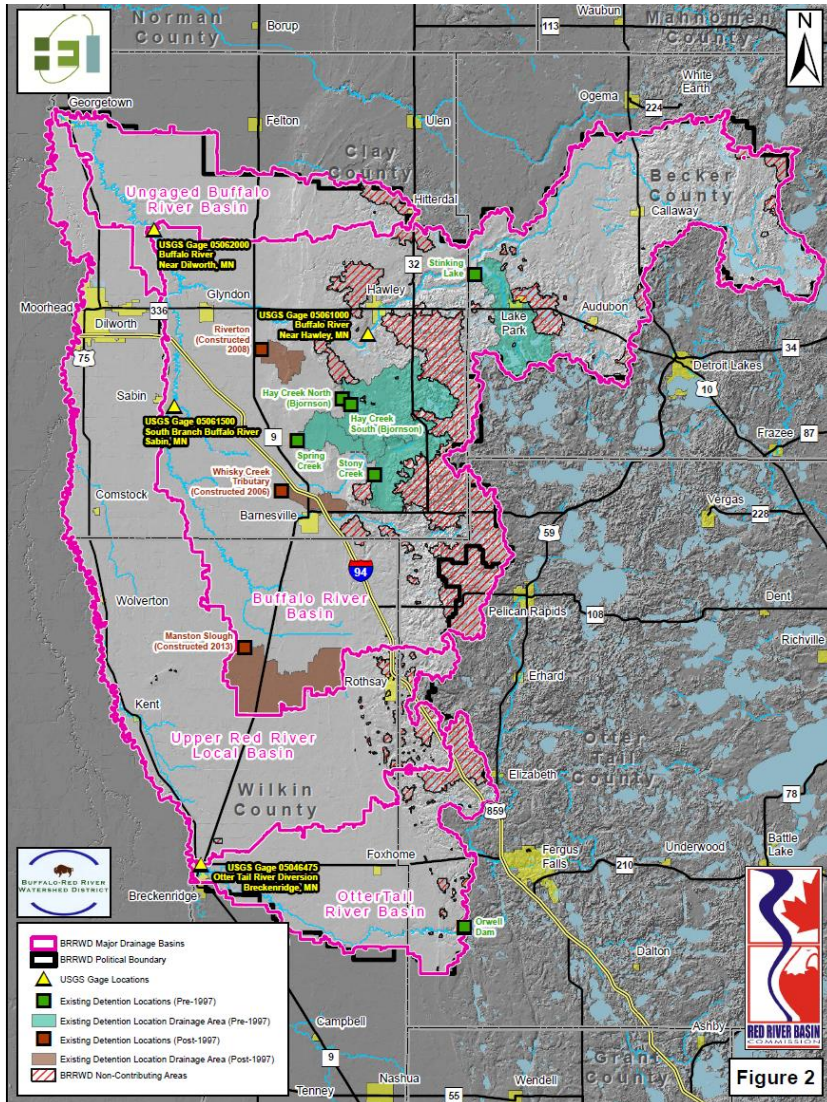 Norman
County
Borup
Waubun
113
Mahnomen
County
N
HEI
Georgetown
Felton
Ulen
Ogema
White
Earth
224
Clay
County
Becker
County
Ungaged Buffalo
River Basin
Hitterdal
Callaway
USGS Gage 05062000
Buffalo River
Near Dilworth, MN
32
Stinking
Lake
Moorhead
336
Glyndon
Hawley
USGS Gage 05061000
Buffalo River
Near Hawley, MN
Lake
Park
Audubon
Dilworth
75
Riverton
(Constructed
2008)
34
Detroit Lakes
10
Sabin
Hay Creek North
(Bjornson)
Hay Creek
South (Bjornson)
USGS Gage 05061500
South Branch Buffalo River
Sabin, MN
9
Spring
Creek
Frazee
87
Stony
Creek
Whisky Creek
Tributary
(Constructed 2006)
Comstock
Barnesville
Vergas
228
59
94
Wolverton
Buffalo River
Basin
Pelican Rapids
108
Dent
Richville
Manston Slough
(Constructed 2013)
Rothsay
Erhard
Kent
Upper Red River
Local Basin
Otter
Tail
County
Wilkin
County
Elizabeth
78
859
Underwood
Battle
Lake
Foxhome
Fergus
Falls
210
USGS Gage 05046475
Otter Tail River Diversion
Breckenridge, MN
Breckenridge
OtterTail
River Basin
Orwell
Dam
BUFFALO-RED RIVER
WATERSHED DISTRICT
Dalton
BRRWD Major Drainage Basins
BRRWD Political Boundary
USGS Gage Locations
Existing Detention Locations (Pre-1997)
Existing Detention Location Drainage Area (Pre-1997)
Existing Detention Locations (Post-1997)
Existing Detention Location Drainage Area (Post-1997)
BRRWD Non-Contributing Areas
Campbell
9
Ashby
RED RIVER BASIN
COMMISSION
Grant
County
Figure 2
Tenney
Nashua
55
Wendell